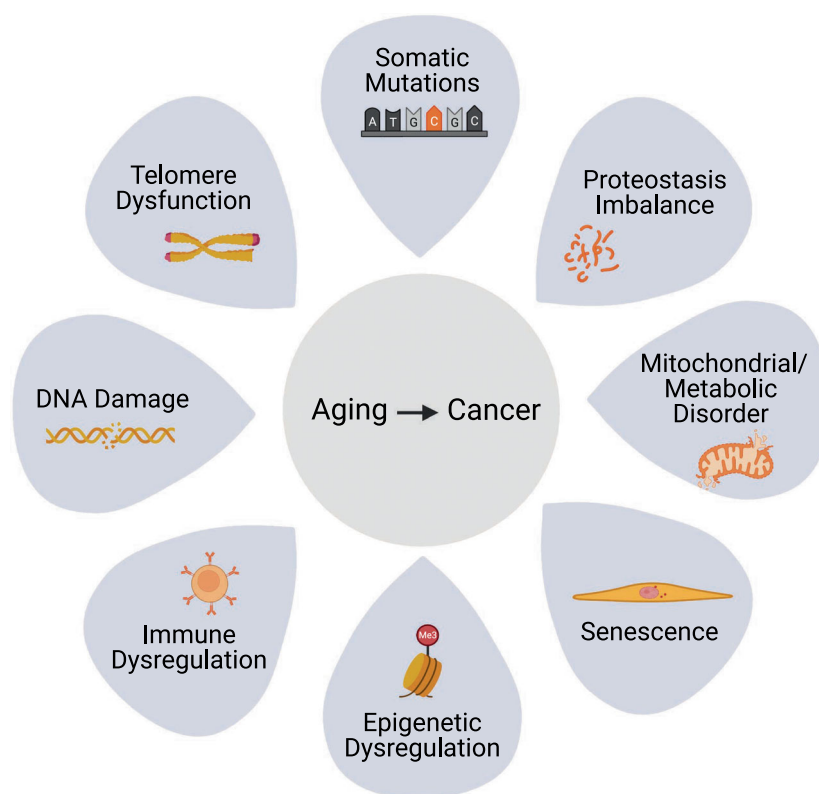 Somatic
Mutations
A T G C G C
Proteostasis
Imbalance
Mitochondrial/
Metabolic
Disorder
Senescence
Me3
Epigenetic
Dysregulation
Immune
Dysregulation
DNA Damage
Telomere
Dysfunction
Aging → Cancer